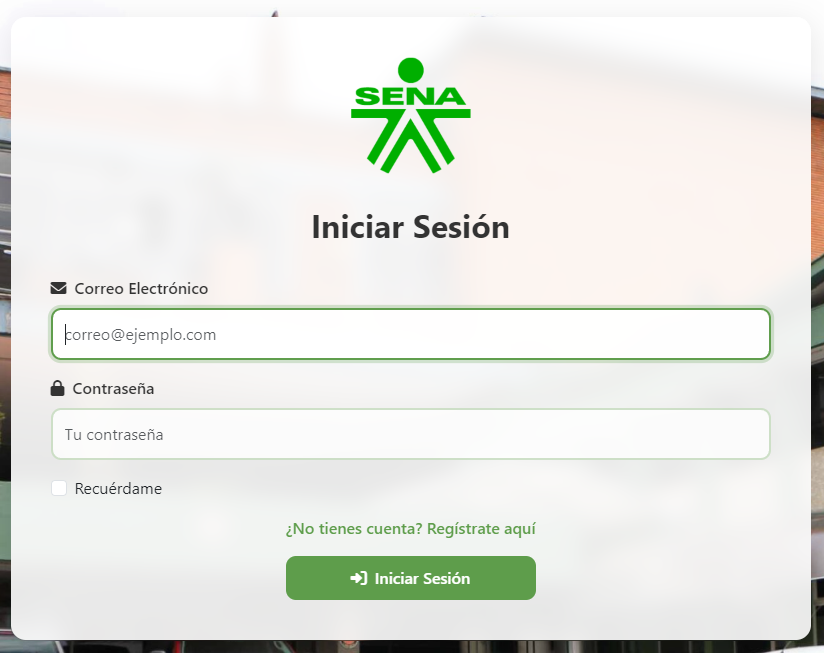 SENA
Iniciar Sesión
Correo Electrónico
correo@ejemplo.com
Contraseña
Tu contraseña
Recuérdame
¿No tienes cuenta? Regístrate aquí
Iniciar Sesión